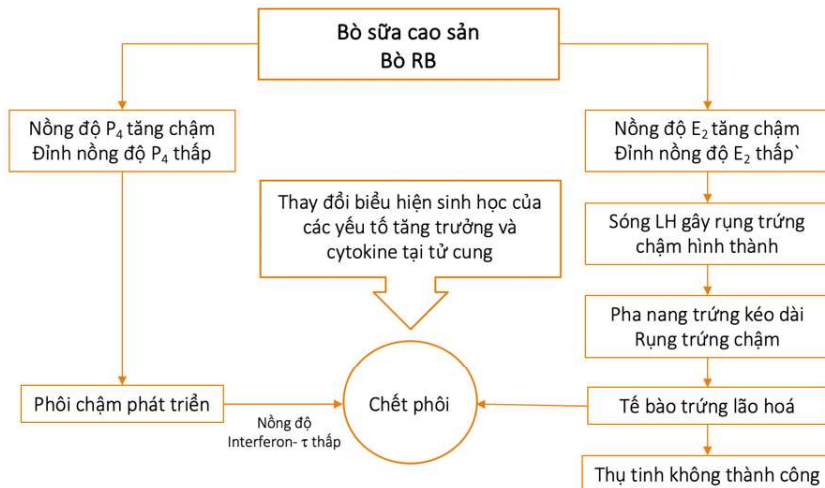 Bò sữa cao sản
Bò RB
Nồng độ P₄ tăng chậm
Đỉnh nồng độ P₄ thấp
Nồng độ E₂ tăng chậm
Đỉnh nồng độ E₂ thấp`
Thay đổi biểu hiện sinh học của
các yếu tố tăng trưởng và
cytokine tại tử cung
Sóng LH gây rụng trứng
chậm hình thành
Pha nang trứng kéo dài
Rụng trứng chậm
Phôi chậm phát triển
Nồng độ
Interferon- τ thấp
Chết phôi
Tế bào trứng lão hoá
Thụ tinh không thành công